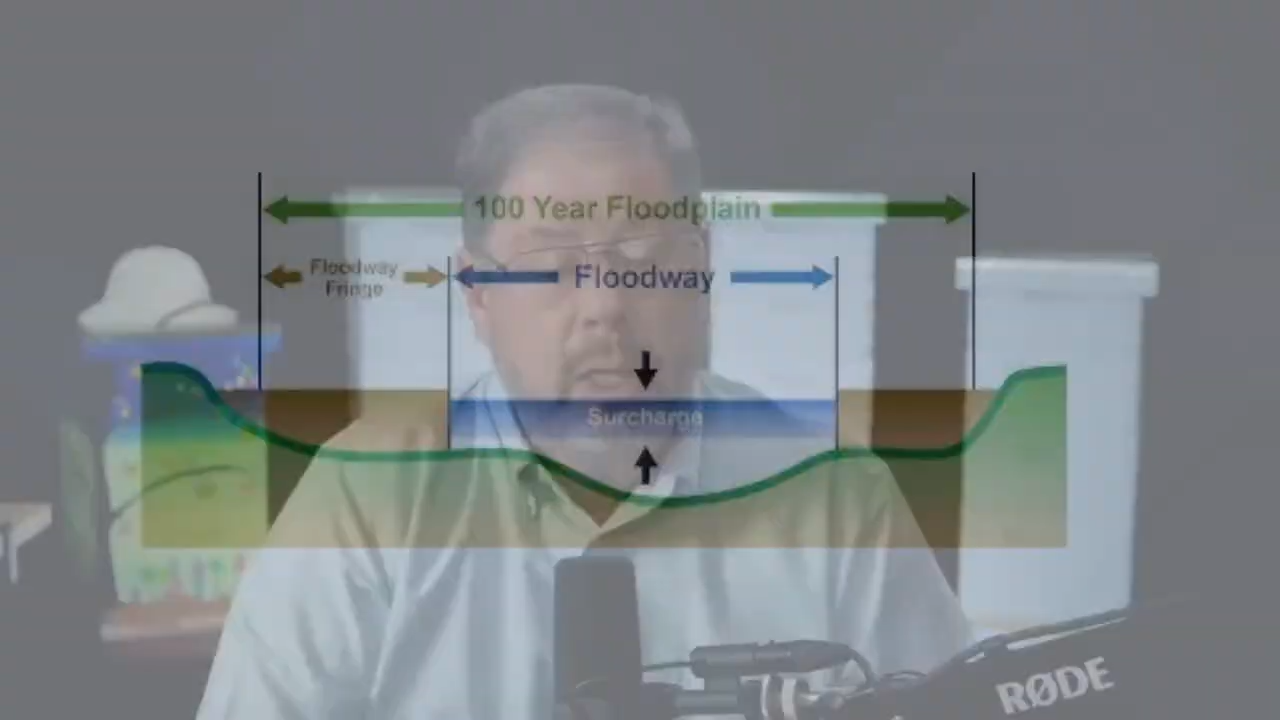 100 Year Floodplain
Floodway
Fringe
Floodway
Surcharge
RØDE